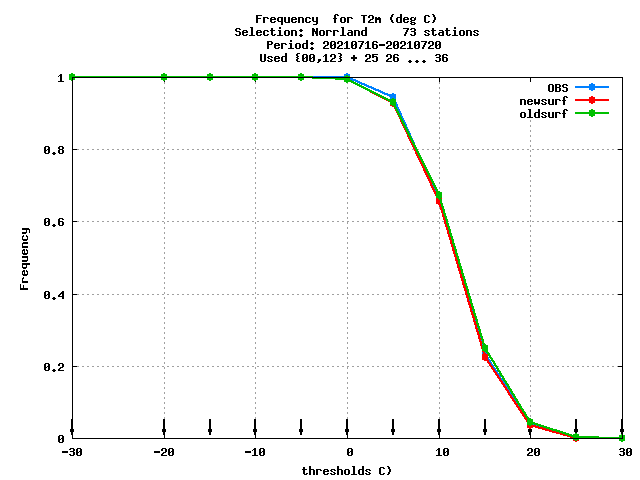 Frequency for T2m (deg C)
Selection: Norrland 73 stations
Period: 20210716-20210720
Used {00,12} + 25 26 ... 36
OBS
newsurf
oldsurf
1
0.8
0.6
0.4
0.2
0
Frequency
-30 -20 -10 0 10 20 30
thresholds C)